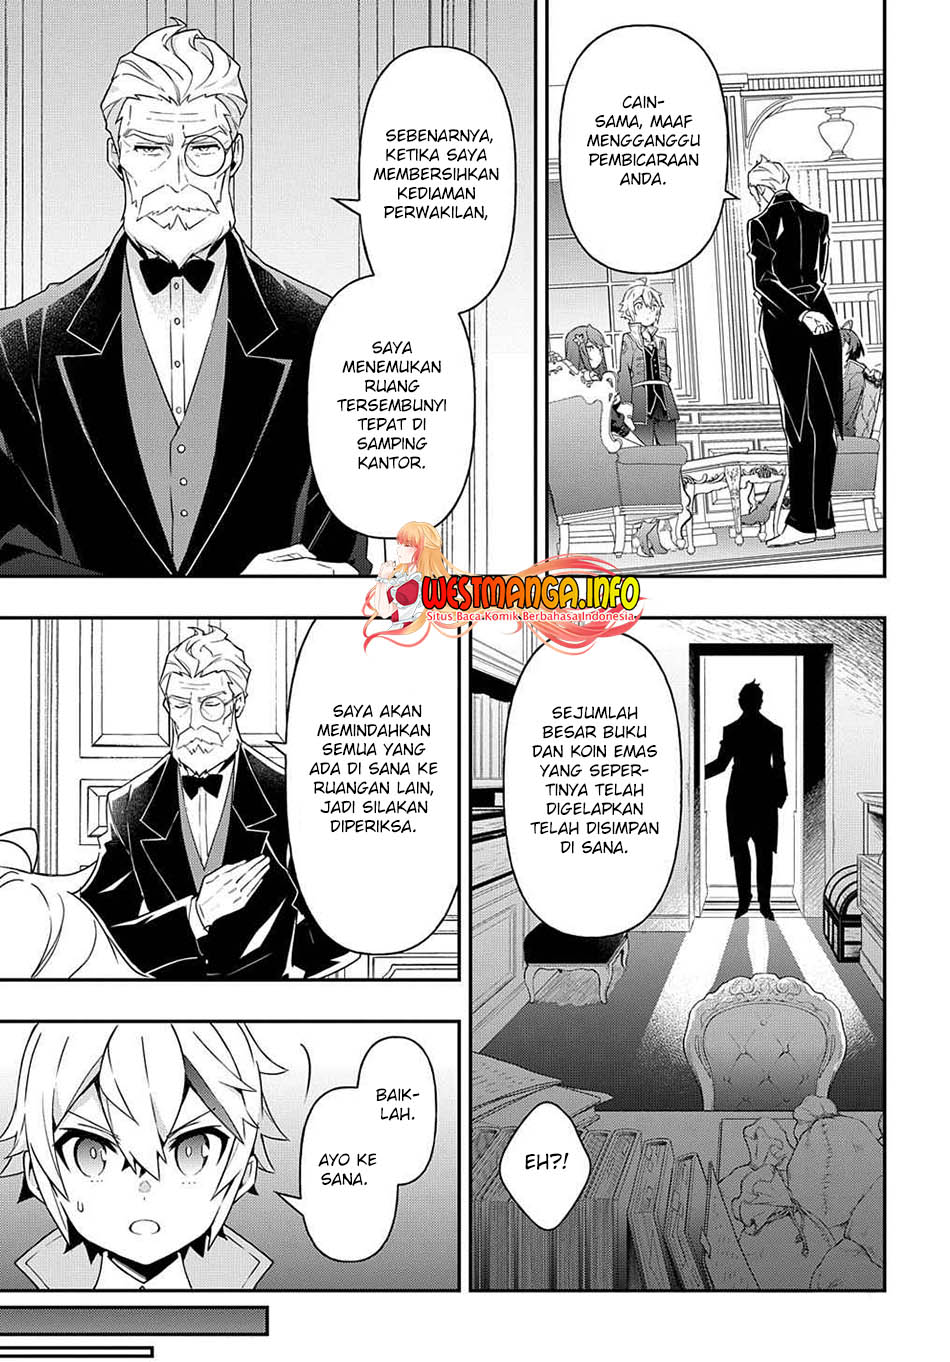 CAIN-
SAMA, MAAF
MENGGANGGU
PEMBICARAAN
ANDA.
SEBENARNYA,
KETIKA SAYA
MEMBERSIHKAN
KEDIAMAN
PERWAKILAN,
SAYA
MENEMUKAN
RUANG
TERSEMBUNYI
TEPAT DI
SAMPING
KANTOR.
WESTMANGA.INFO
Situs Baca Komik Berbahasa Indonesia
SEJUMLAH
BESAR BUKU
DAN KOIN EMAS
YANG SEPER-
TINYA TELAH
DIGELAPKAN
TELAH DISIMPAN
DI SANA.
EH?!
SAYA AKAN
MEMINDAHKAN
SEMUA YANG
ADA DI SANA KE
RUANGAN LAIN,
JADI SILAKAN
DIPERIKSA.
BAIK-
LAH.
AYO KE
SANA.